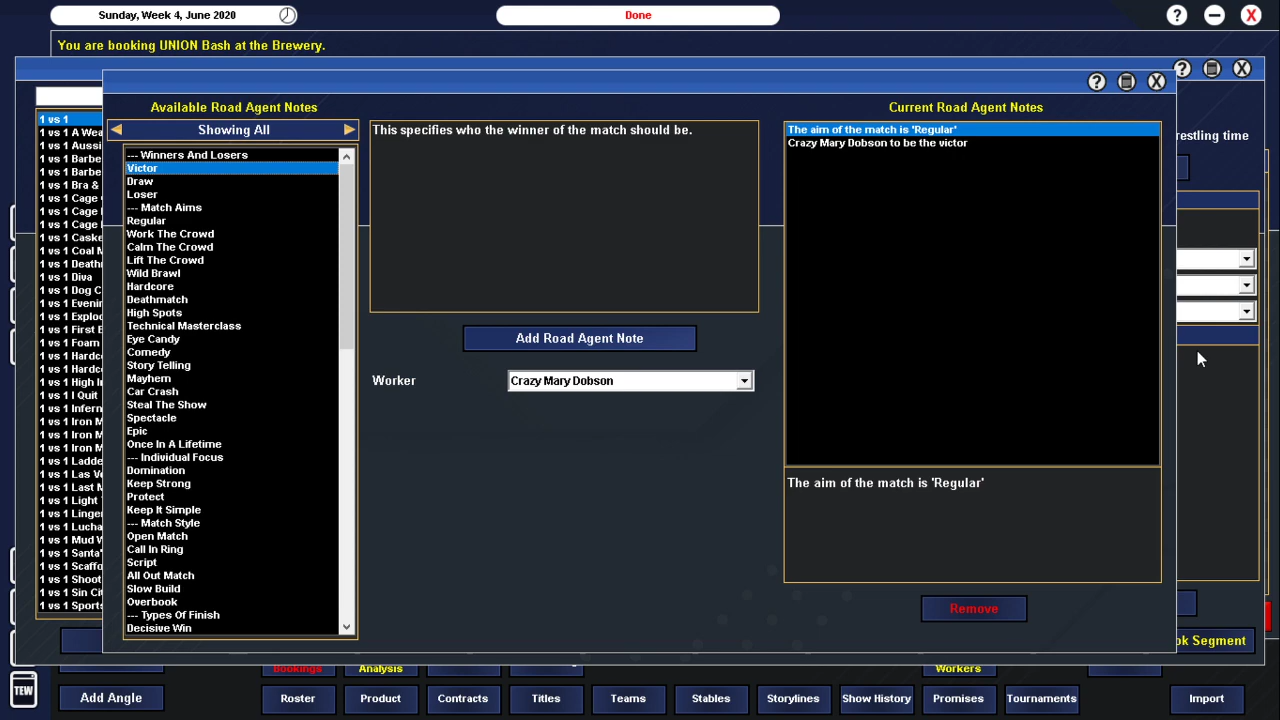 Sunday, Week 4, June 2020
Done
?
X
You are booking UNION Bash at the Brewery.
?
X
?
X
Available Road Agent Notes
Showing All
--- Winners And Losers
Victor
Draw
Loser
--- Match Aims
Regular
Work The Crowd
Calm The Crowd
Lift The Crowd
Wild Brawl
Hardcore
Deathmatch
High Spots
Technical Masterclass
Eye Candy
Comedy
Story Telling
Mayhem
Car Crash
Steal The Show
Spectacle
Epic
Once In A Lifetime
--- Individual Focus
Domination
Keep Strong
Protect
Keep It Simple
--- Match Style
Open Match
Call In Ring
Script
All Out Match
Slow Build
Overbook
--- Types Of Finish
Decisive Win
This specifies who the winner of the match should be.
Add Road Agent Note
Worker
Crazy Mary Dobson
Current Road Agent Notes
The aim of the match is 'Regular'
Crazy Mary Dobson to be the victor
The aim of the match is 'Regular'
Remove
1 vs 1
1 vs 1 A Wea
1 vs 1 Aussi
1 vs 1 Barbe
1 vs 1 Barbe
1 vs 1 Bra &
1 vs 1 Cage
1 vs 1 Cage
1 vs 1 Cage
1 vs 1 Caske
1 vs 1 Coal M
1 vs 1 Death
1 vs 1 Diva
1 vs 1 Dog C
1 vs 1 Eveni
1 vs 1 Explo
1 vs 1 First E
1 vs 1 Foam
1 vs 1 Hardc
1 vs 1 Hardc
1 vs 1 High I
1 vs 1 I Quit
1 vs 1 Infern
1 vs 1 Iron M
1 vs 1 Iron M
1 vs 1 Iron M
1 vs 1 Ladde
1 vs 1 Las Ve
1 vs 1 Last M
1 vs 1 Light
1 vs 1 Linge
1 vs 1 Lucha
1 vs 1 Mud W
1 vs 1 Santa'
1 vs 1 Scaffo
1 vs 1 Shoot
1 vs 1 Sin Ci
1 vs 1 Sport
restling time
ok Segment
Bookings
Analysis
Workers
TEW
Add Angle
Roster
Product
Contracts
Titles
Teams
Stables
Storylines
Show History
Promises
Tournaments
Import